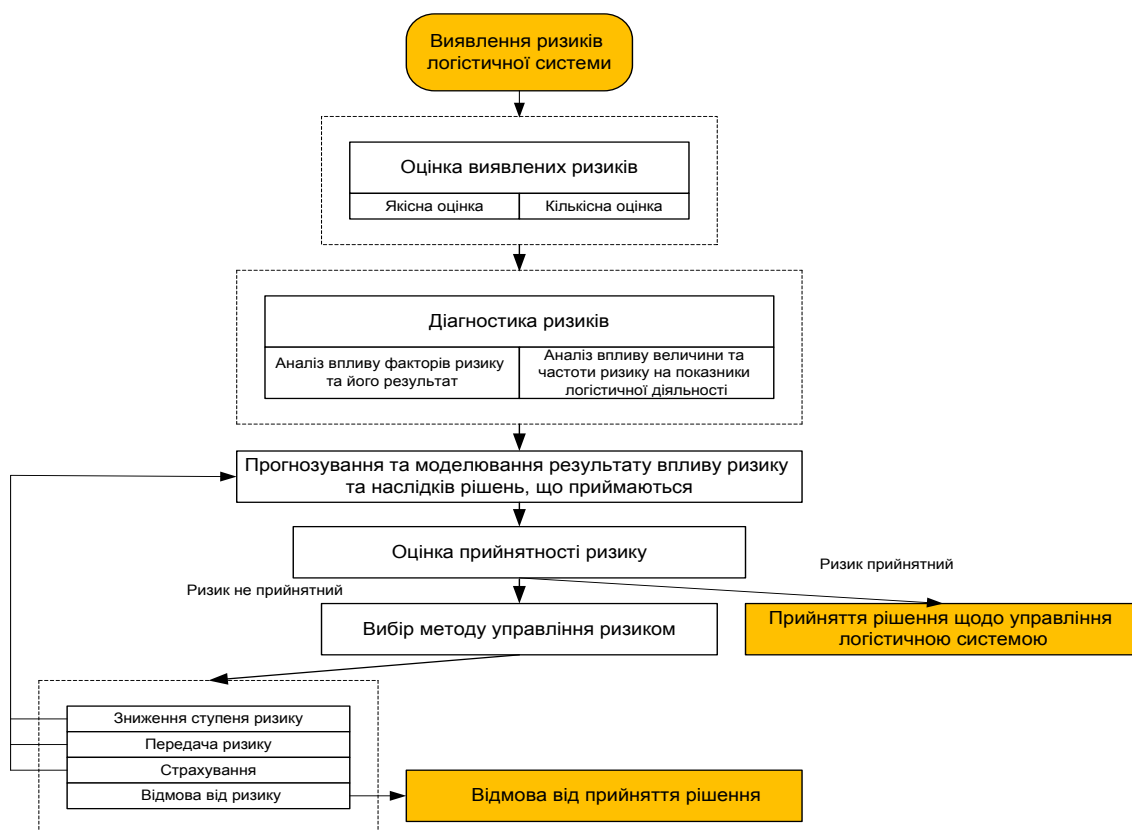 Виявлення ризиків
логістичної системи
Оцінка виявлених ризиків
Якісна оцінка
Кількісна оцінка
Діагностика ризиків
Аналіз впливу факторів ризику
та його результат
Аналіз впливу величини та
частоти ризику на показники
логістичної діяльності
Прогнозування та моделювання результату впливу ризику
та наслідків рішень, що приймаються
Оцінка прийнятності ризику
Ризик не прийнятний
Ризик прийнятний
Вибір методу управління ризиком
Прийняття рішення щодо управління
логістичною системою
Зниження ступеня ризику
Передача ризику
Страхування
Відмова від ризику
Відмова від прийняття рішення